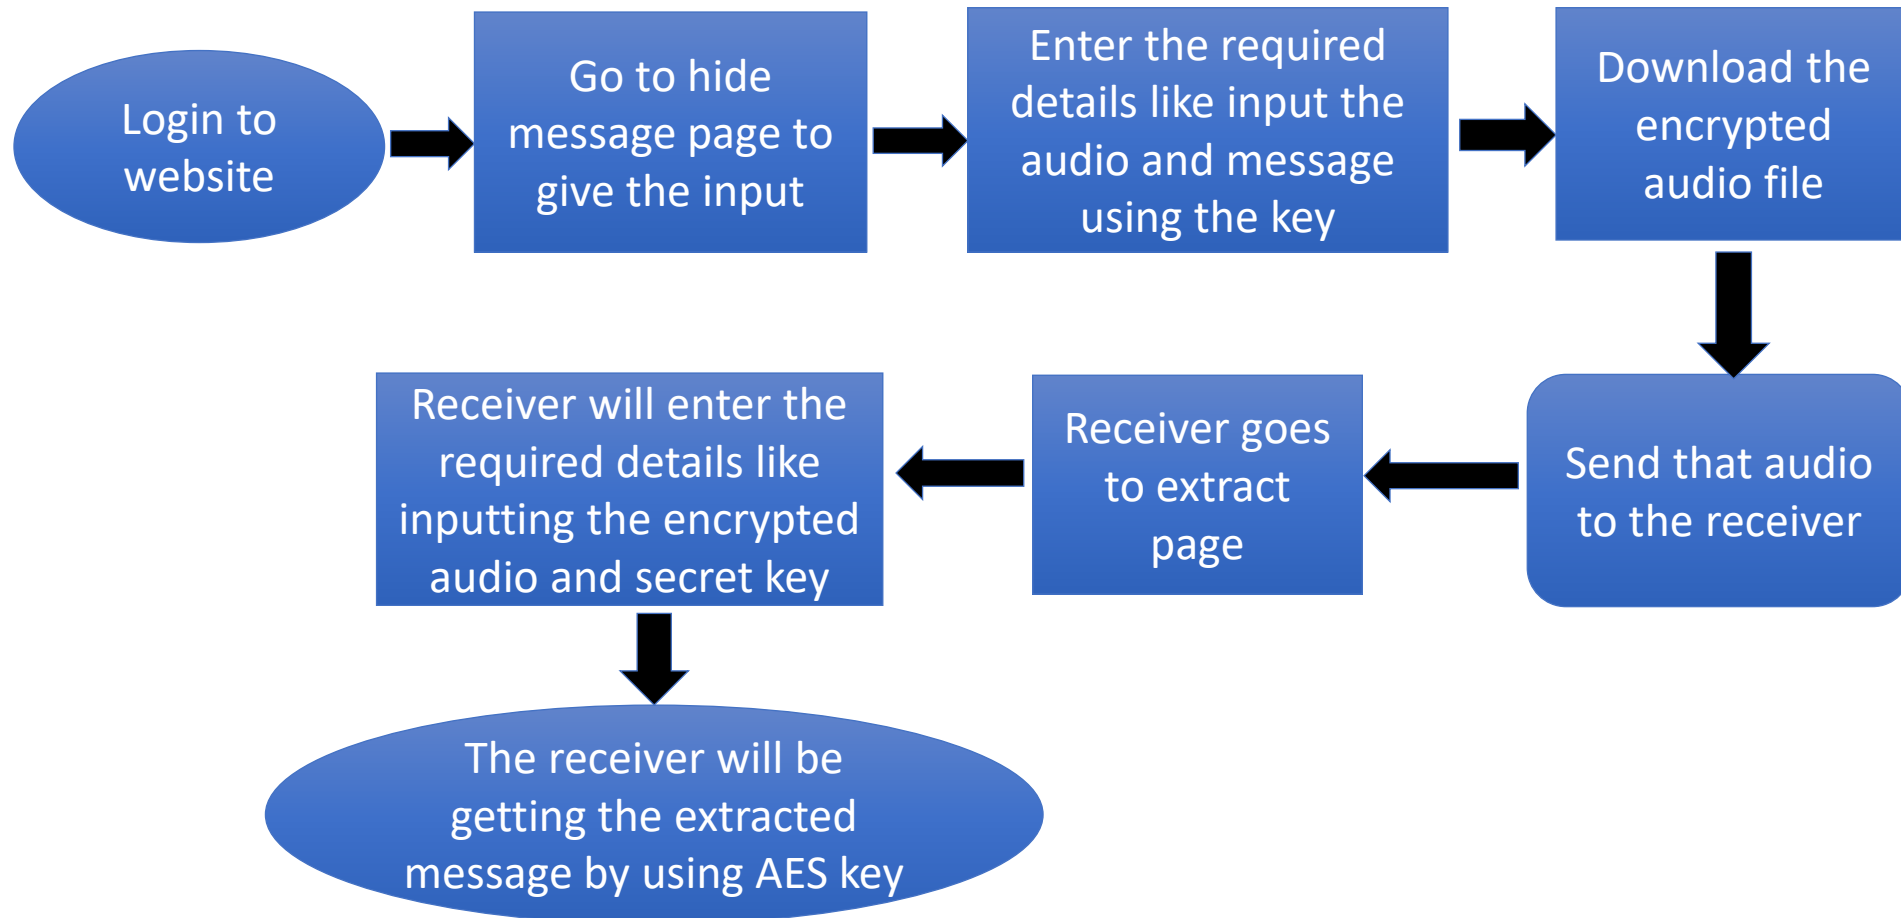 Login to
website
Go to hide
message page to
give the input
Enter the required
details like input the
audio and message
using the key
Download the
encrypted
audio file
Send that audio
to the receiver
Receiver goes
to extract
page
Receiver will enter the
required details like
inputting the encrypted
audio and secret key
The receiver will be
getting the extracted
message by using AES key